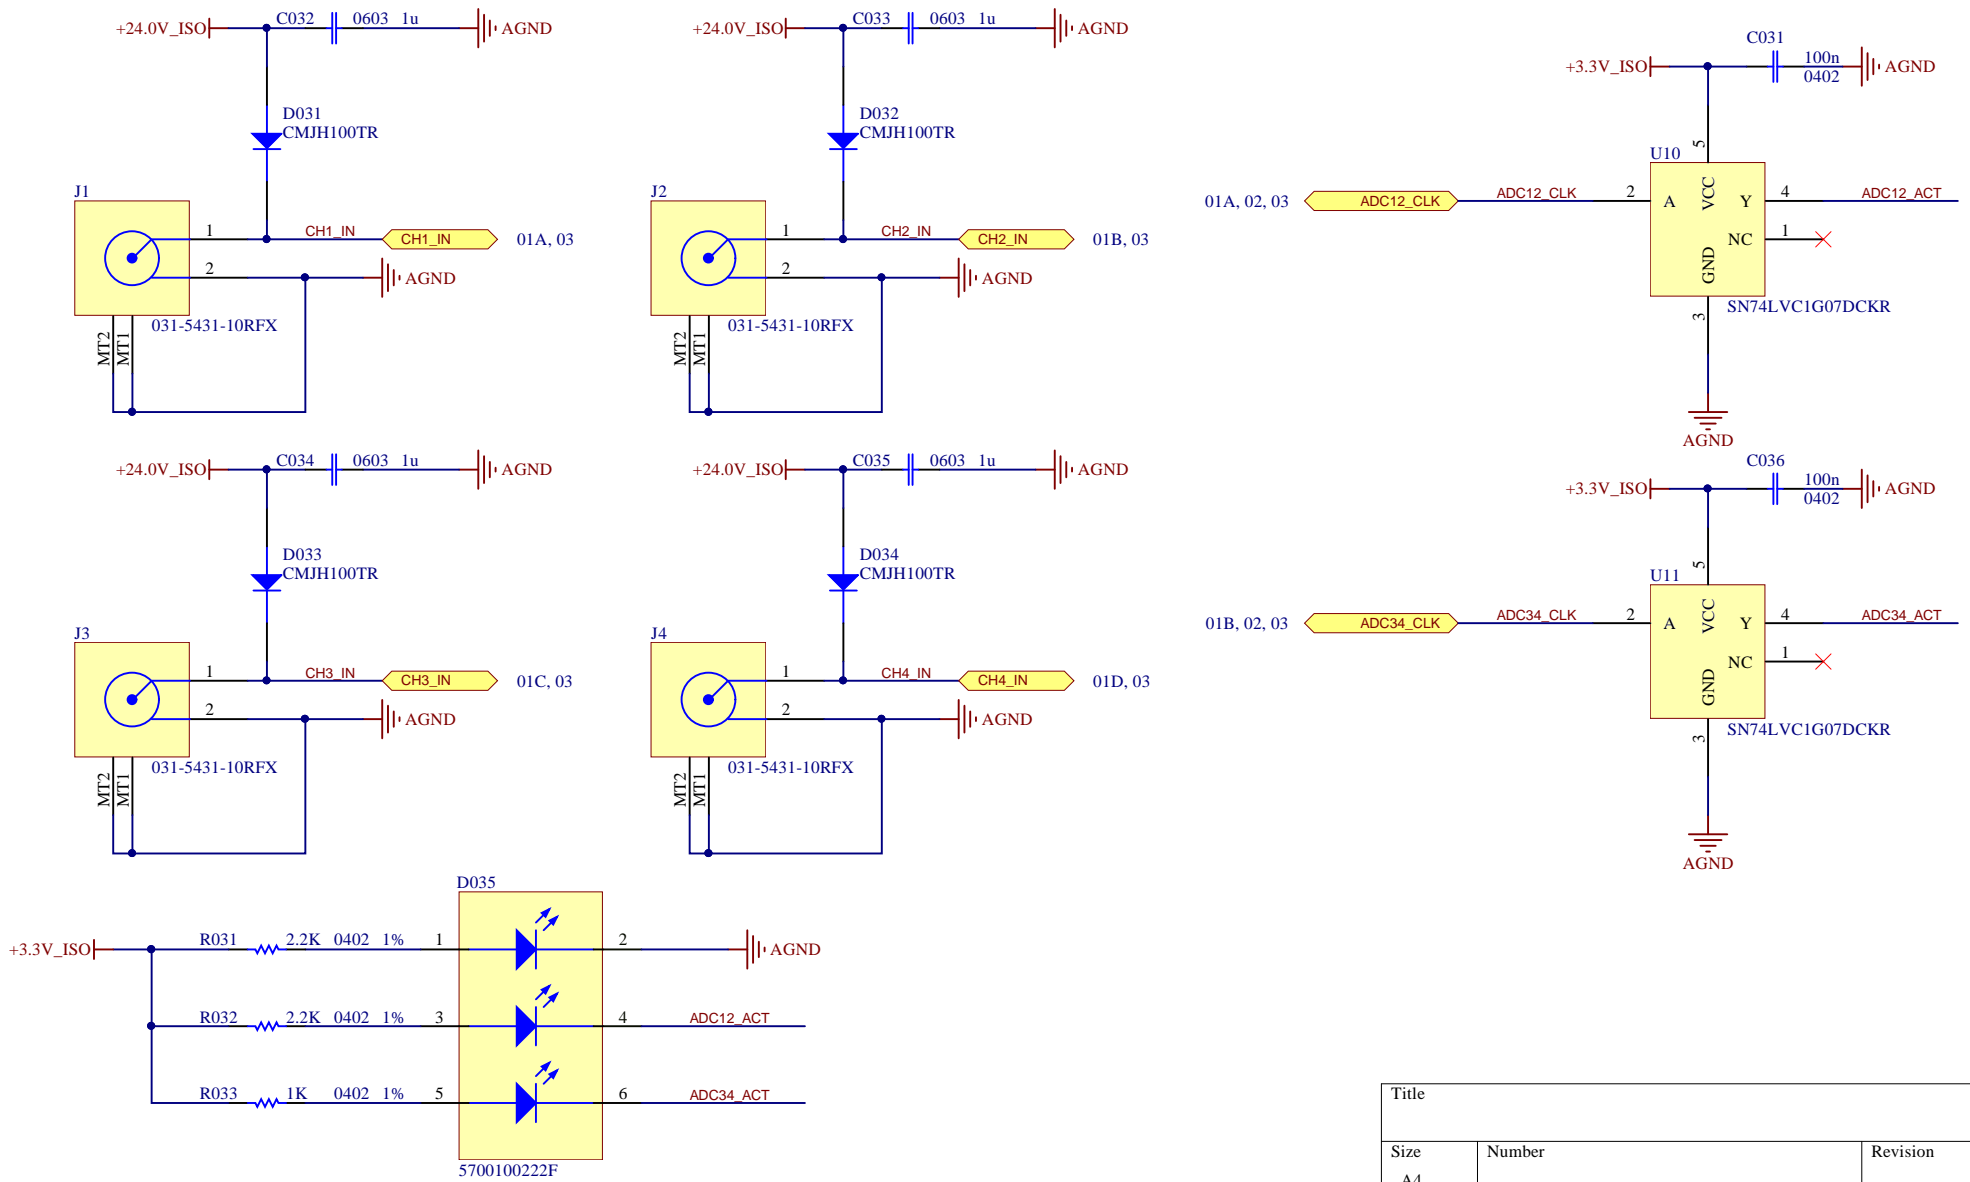 +24.0V_ISO C032 0603 1u AGND
D031
CMJH100TR
J1
1 CH1_IN CH1_IN 01A, 03
2 AGND
MT2 MT1
031-5431-10RFX
+24.0V_ISO C033 0603 1u AGND
D032
CMJH100TR
J2
1 CH2_IN CH2_IN 01B, 03
2 AGND
MT2 MT1
031-5431-10RFX
C031
+3.3V_ISO 100n AGND
0402
5
U10
01A, 02, 03 ADC12_CLK ADC12_CLK 2 A VCC Y 4 ADC12_ACT
NC 1
GND
SN74LVC1G07DCKR
3
AGND
+24.0V_ISO C034 0603 1u AGND
D033
CMJH100TR
J3
1 CH3_IN CH3_IN 01C, 03
2 AGND
MT2 MT1
031-5431-10RFX
+24.0V_ISO C035 0603 1u AGND
D034
CMJH100TR
J4
1 CH4_IN CH4_IN 01D, 03
2 AGND
MT2 MT1
031-5431-10RFX
C036
+3.3V_ISO 100n AGND
0402
5
U11
01B, 02, 03 ADC34_CLK ADC34_CLK 2 A VCC Y 4 ADC34_ACT
NC 1
GND
SN74LVC1G07DCKR
3
AGND
D035
+3.3V_ISO R031 2.2K 0402 1% 1 2 AGND
R032 2.2K 0402 1% 3 4 ADC12_ACT
R033 1K 0402 1% 5 6 ADC34_ACT
5700100222F
Title
Size Number Revision
A4